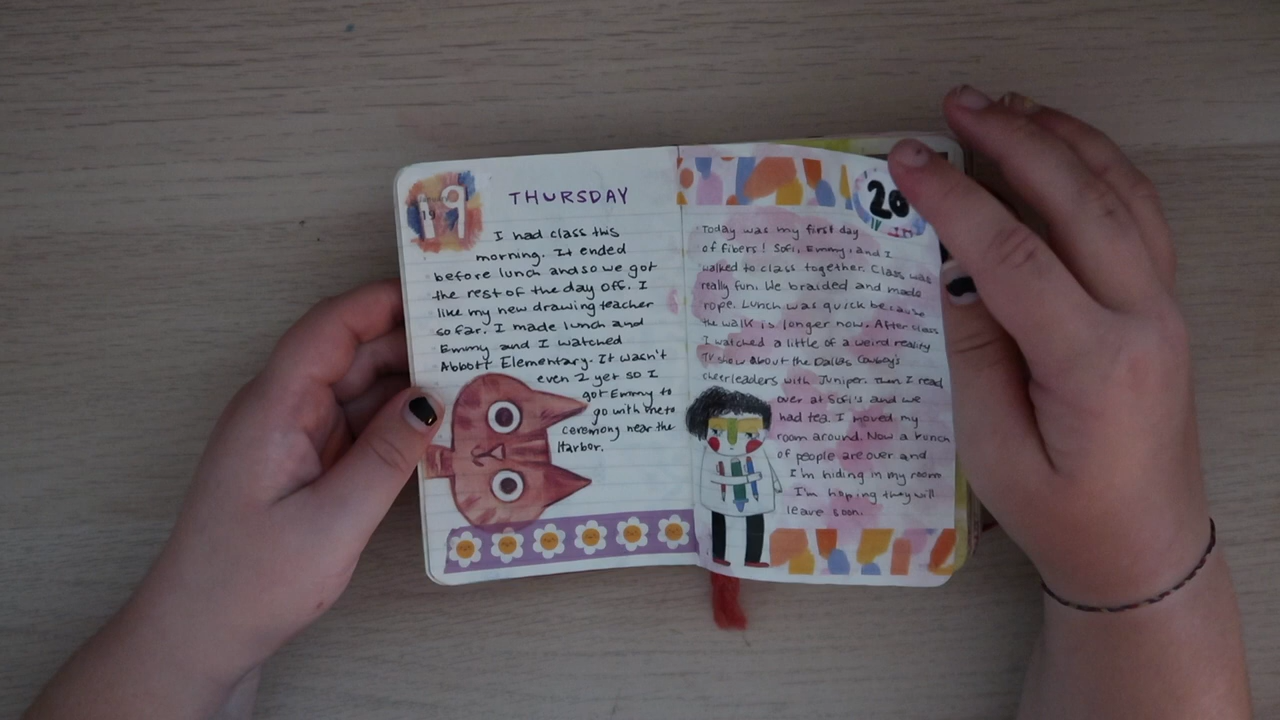 19
19
THURSDAY
I had class this
morning. It ended
before lunch and so we got
the rest of the day off. I
like my new drawing teacher
so far. I made lunch and
Emmy and I watched
Abbott Elementary. It wasn't
even 2 yet so I
got Emmy to
go with me to
ceremony near the
Harbor.
20
Today was my first day
of fibers! Sofi, Emmy, and I
walked to class together. Class was
really fun. We braided and made
rope. Lunch was quick because
the walk is longer now. After class
I watched a little of a weird reality
TV show about the Dallas Cowboy's
cheerleaders with Juniper. Then I read
over at Sofi's and we
had tea. I moved my
room around. Now a bunch
of people are over and
I'm hiding in my room
I'm hoping they will
leave soon.